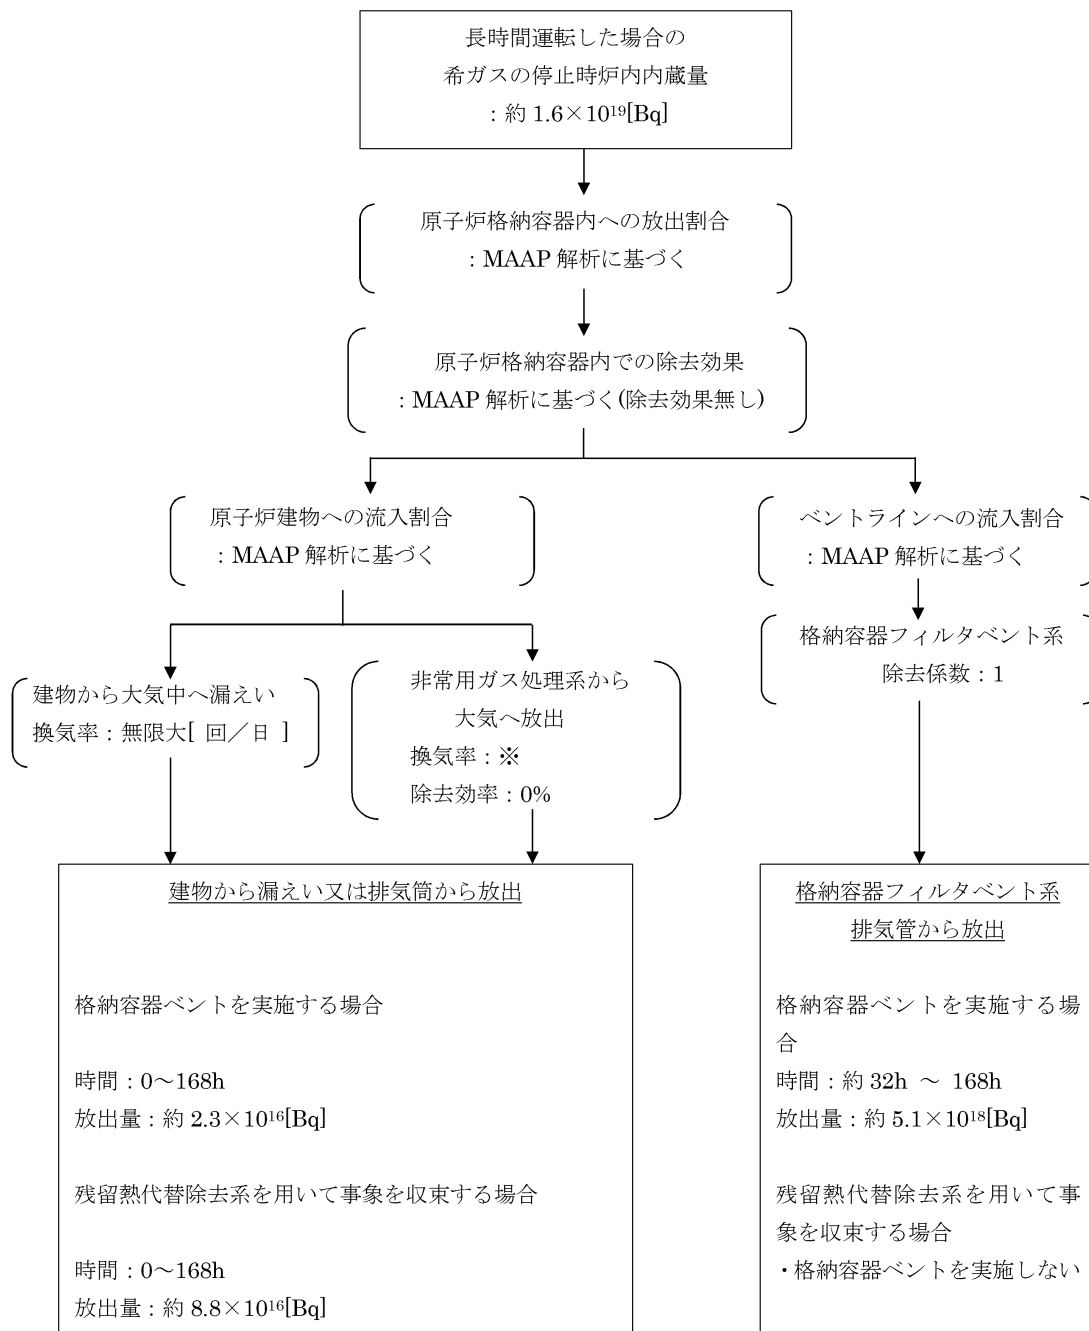 長時間運転した場合の
希ガスの停止時炉内内蔵量
：約 1.6×10¹⁹[Bq]
原子炉格納容器内への放出割合
：MAAP 解析に基づく
原子炉格納容器内での除去効果
：MAAP 解析に基づく(除去効果無し)
原子炉建物への流入割合
：MAAP 解析に基づく
ベントラインへの流入割合
：MAAP 解析に基づく
建物から大気中へ漏えい
換気率：無限大[ 回／日 ]
非常用ガス処理系から
大気へ放出
換気率：※
除去効率：0%
格納容器フィルタベント系
除去係数：1
建物から漏えい又は排気筒から放出
格納容器ベントを実施する場合
時間：0～168h
放出量：約 2.3×10¹⁶[Bq]
残留熱代替除去系を用いて事象を収束する場合
時間：0～168h
放出量：約 8.8×10¹⁶[Bq]
格納容器フィルタベント系
排気管から放出
格納容器ベントを実施する場
合
時間：約 32h ～ 168h
放出量：約 5.1×10¹⁸[Bq]
残留熱代替除去系を用いて事
象を収束する場合
・格納容器ベントを実施しない